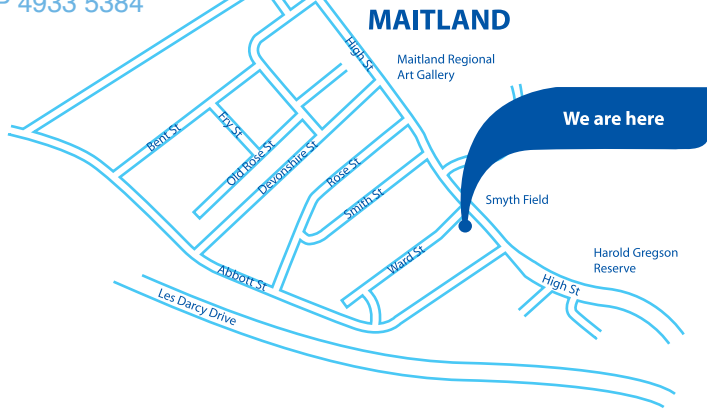 P 4933 5384
MAITLAND
High St
Maitland Regional
Art Gallery
We are here
Fry St
Bent St
Old Rose St
Devonshire St
Rose St
Smith St
Smyth Field
Ward St
Harold Gregson
Reserve
Abbott St
High St
Les Darcy Drive